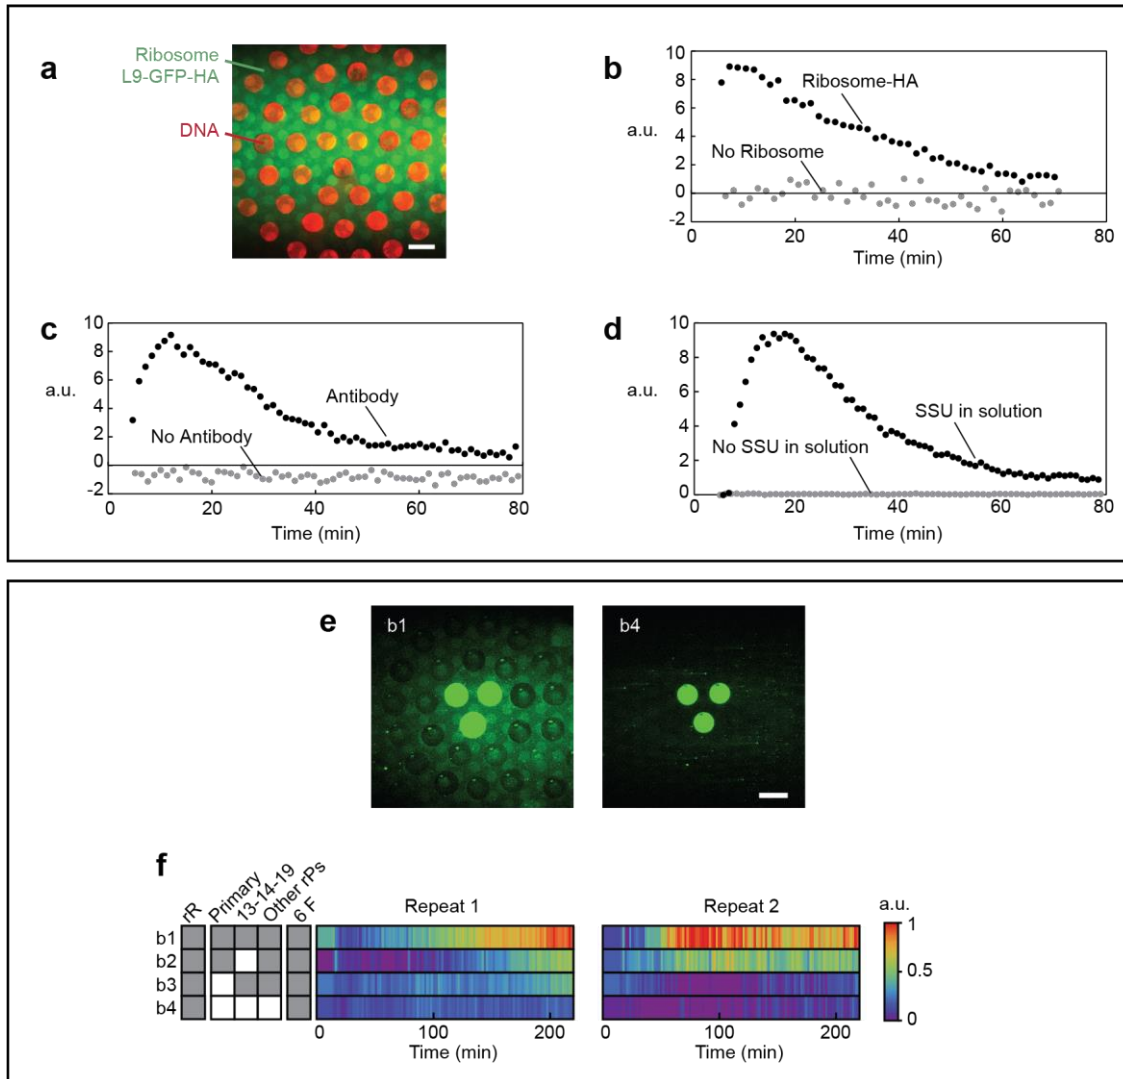 a
Ribosome
L9-GFP-HA
DNA
b
10
8
6
4
2
0
-2
a.u.
Ribosome-HA
No Ribosome
0
20
40
60
80
Time (min)
c
10
8
6
4
2
0
-2
a.u.
Antibody
No Antibody
0
20
40
60
80
Time (min)
d
10
8
6
4
2
0
a.u.
SSU in solution
No SSU in solution
0
20
40
60
80
Time (min)
e
b1
b4
f
rR
Primary
13-14-19
Other rPs
6 F
b1
b2
b3
b4
Repeat 1
0
100
200
Time (min)
Repeat 2
0
100
200
Time (min)
a.u.
1
0.5
0